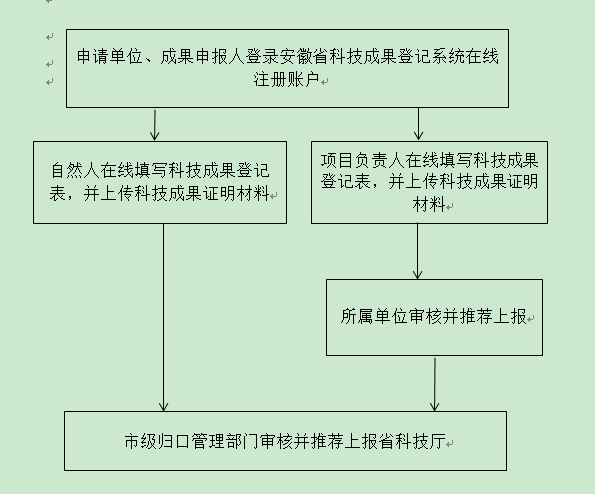 申请单位、成果申报人登录安徽省科技成果登记系统在线
注册账户
自然人在线填写科技成果登记
表，并上传科技成果证明材料
项目负责人在线填写科技成果
登记表，并上传科技成果证明
材料
所属单位审核并推荐上报
市级归口管理部门审核并推荐上报省科技厅